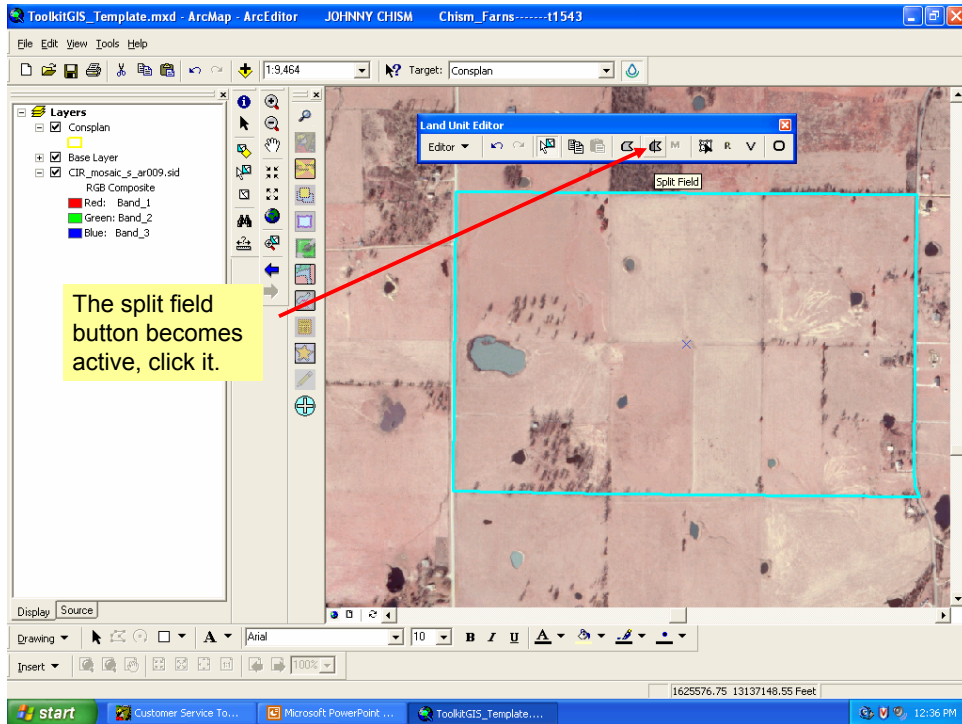 ToolkitGIS_Template.mxd - ArcMap - ArcEditor JOHNNY CHISM Chism_Farns-------t1543
File Edit View Tools Help
1:9,464 Target: Consplan
Layers
Consplan
Base Layer
CIR_mosaic_s_ar009.sid
RGB Composite
Red: Band_1
Green: Band_2
Blue: Band_3
Land Unit Editor
Editor M R V
Split Field
The split field
button becomes
active, click it.
Display Source
Drawing A Arial 10 B I U A
Insert 1:1 100%
1625576.75 13137148.55 Feet
start Customer Service To... Microsoft PowerPoint ... ToolkitGIS_Template.... 12:36 PM